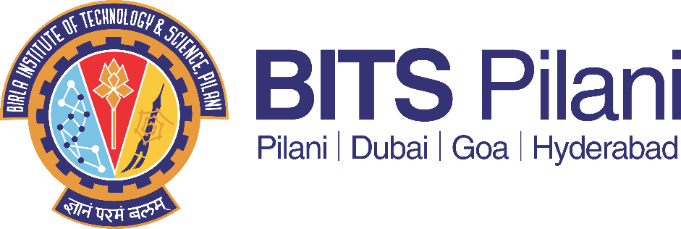 BIRLA INSTITUTE OF TECHNOLOGY & SCIENCE, PILANI
BITS Pilani
Pilani | Dubai | Goa | Hyderabad
ज्ञानं परमं बलम्